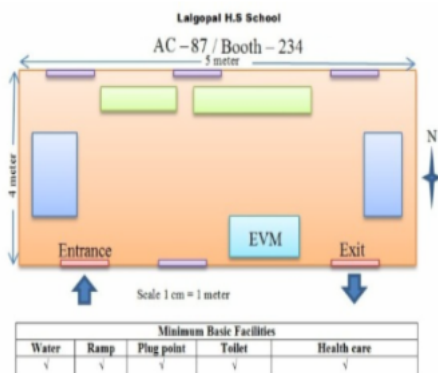 Lalgopal H.S School
AC – 87 / Booth – 234
5 meter
4 meter
N
EVM
Entrance
Exit
Scale 1 cm = 1 meter
Minimum Basic Facilities
Water Ramp Plug point Toilet Health care
√ √ √ √ √